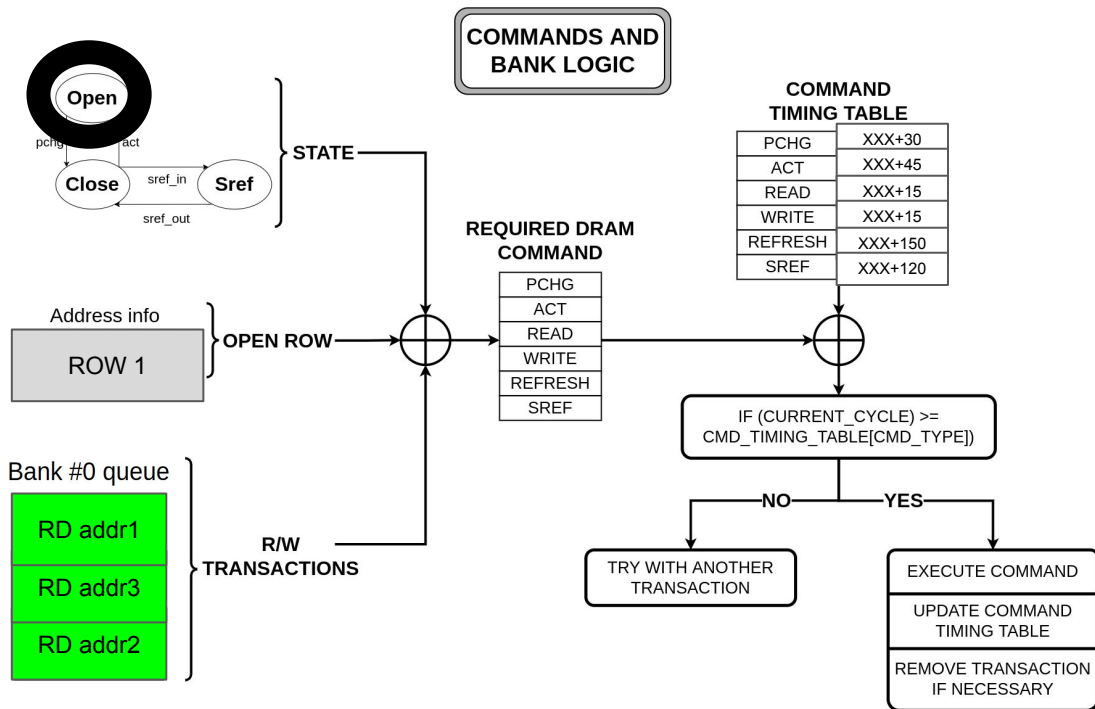 COMMANDS AND
BANK LOGIC
Open
pchg
act
Close
sref_in
Sref
sref_out
STATE
Address info
ROW 1
OPEN ROW
Bank #0 queue
RD addr1
RD addr3
RD addr2
R/W
TRANSACTIONS
REQUIRED DRAM
COMMAND
PCHG
ACT
READ
WRITE
REFRESH
SREF
COMMAND
TIMING TABLE
PCHG XXX+30
ACT XXX+45
READ XXX+15
WRITE XXX+15
REFRESH XXX+150
SREF XXX+120
IF (CURRENT_CYCLE) >=
CMD_TIMING_TABLE[CMD_TYPE])
NO
YES
TRY WITH ANOTHER
TRANSACTION
EXECUTE COMMAND
UPDATE COMMAND
TIMING TABLE
REMOVE TRANSACTION
IF NECESSARY